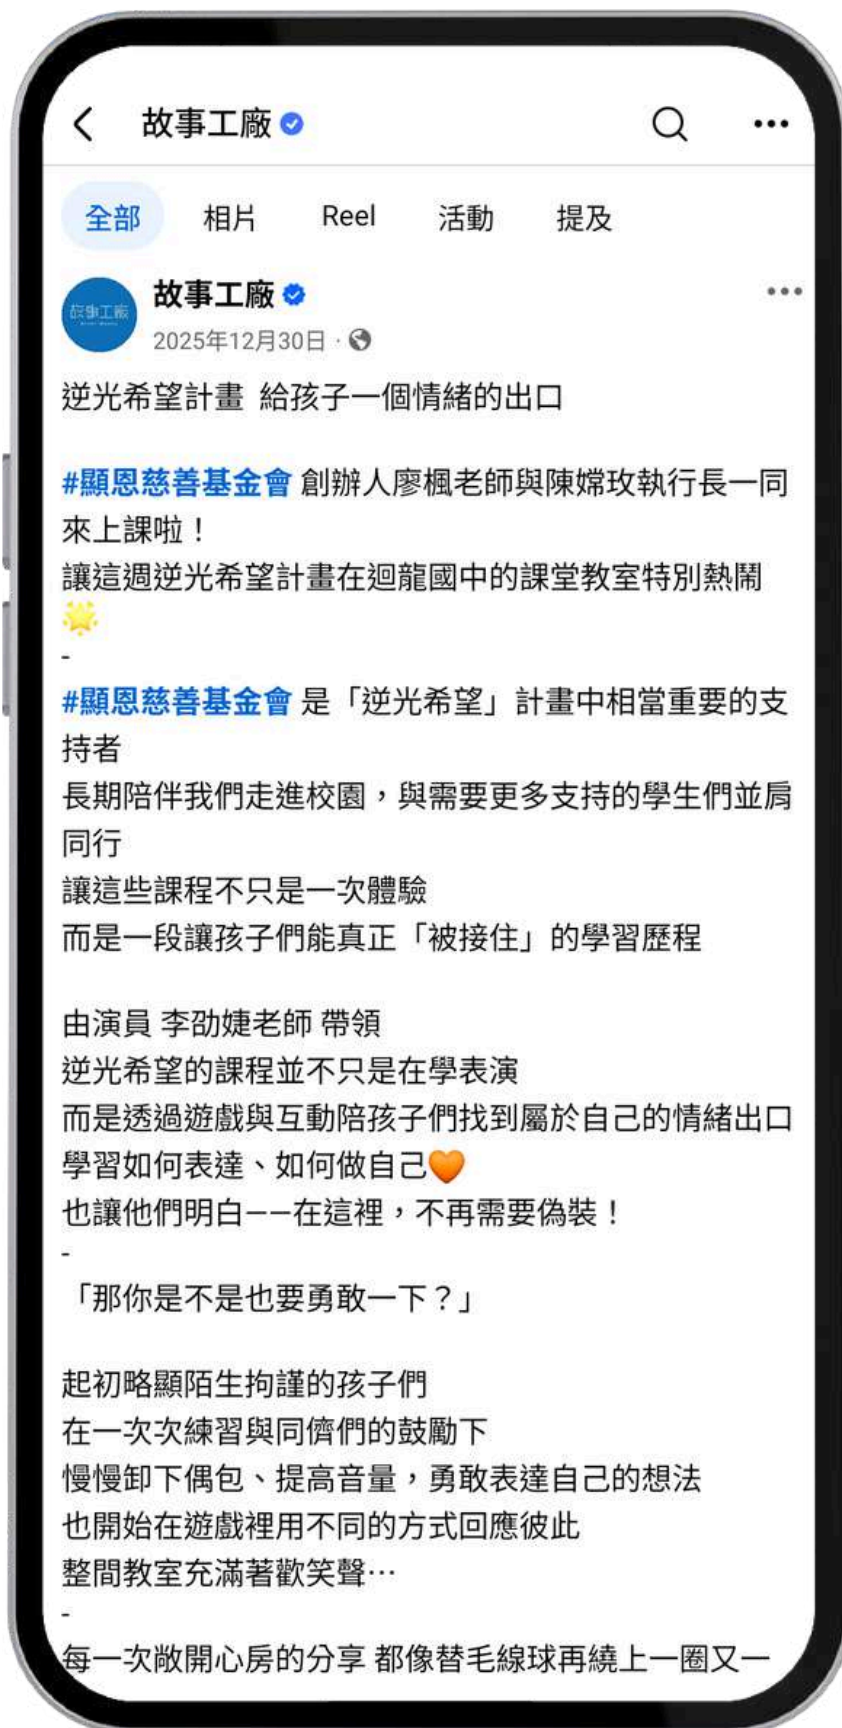 故事工廠
全部 相片 Reel 活動 提及
故事工廠
故事工廠
2025年12月30日
逆光希望計畫 給孩子一個情緒的出口
#顯恩慈善基金會 創辦人廖楓老師與陳嫦玫執行長一同
來上課啦！
讓這週逆光希望計畫在迴龍國中的課堂教室特別熱鬧
🌟
-
#顯恩慈善基金會 是「逆光希望」計畫中相當重要的支
持者
長期陪伴我們走進校園，與需要更多支持的學生們並肩
同行
讓這些課程不只是一次體驗
而是一段讓孩子們能真正「被接住」的學習歷程
由演員 李劭婕老師 帶領
逆光希望的課程並不只是在學表演
而是透過遊戲與互動陪孩子們找到屬於自己的情緒出口
學習如何表達、如何做自己🧡
也讓他們明白——在這裡，不再需要偽裝！
-
「那你是不是也要勇敢一下？」
起初略顯陌生拘謹的孩子們
在一次次練習與同儕們的鼓勵下
慢慢卸下偶包、提高音量，勇敢表達自己的想法
也開始在遊戲裡用不同的方式回應彼此
整間教室充滿著歡笑聲…
-
每一次敞開心房的分享 都像替毛線球再繞上一圈又一